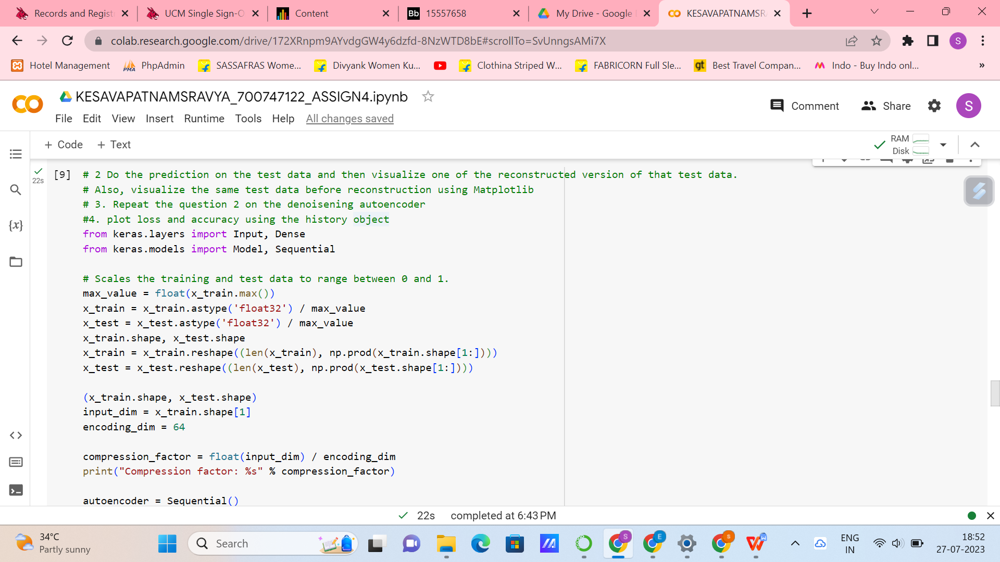 Records and Regist
UCM Single Sign-O
Content
Bb 15557658
My Drive - Google
KESAVAPATNAMSRA
colab.research.google.com/drive/172XRnpm9AYvdgGW4y6dzfd-8NzWTD8bE#scrollTo=SvUnngsAMi7X
S
Hotel Management
PMA PhpAdmin
SASSAFRAS Wome...
Divyank Women Ku...
Clothina Striped W...
FABRICORN Full Sle...
gt Best Travel Compan...
Indo - Buy Indo onl...
»
KESAVAPATNAMSRAVYA_700747122_ASSIGN4.ipynb
Comment
Share
S
File Edit View Insert Runtime Tools Help All changes saved
+ Code + Text
RAM
Disk
22s
[9]
# 2 Do the prediction on the test data and then visualize one of the reconstructed version of that test data.
# Also, visualize the same test data before reconstruction using Matplotlib
# 3. Repeat the question 2 on the denoisening autoencoder
#4. plot loss and accuracy using the history object
from keras.layers import Input, Dense
from keras.models import Model, Sequential
# Scales the training and test data to range between 0 and 1.
max_value = float(x_train.max())
x_train = x_train.astype('float32') / max_value
x_test = x_test.astype('float32') / max_value
x_train.shape, x_test.shape
x_train = x_train.reshape((len(x_train), np.prod(x_train.shape[1:])))
x_test = x_test.reshape((len(x_test), np.prod(x_test.shape[1:])))
(x_train.shape, x_test.shape)
input_dim = x_train.shape[1]
encoding_dim = 64
compression_factor = float(input_dim) / encoding_dim
print("Compression factor: %s" % compression_factor)
autoencoder = Sequential()
{x}
22s completed at 6:43 PM
34°C
Partly sunny
Search
S
E
S
W
ENG
IN
18:52
27-07-2023